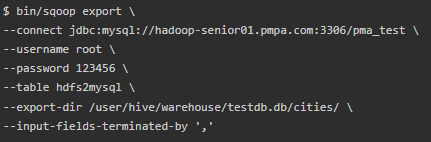 $ bin/sqoop export \
--connect jdbc:mysql://hadoop-senior01.pmpa.com:3306/pma_test \
--username root \
--password 123456 \
--table hdfs2mysql \
--export-dir /user/hive/warehouse/testdb.db/cities/ \
--input-fields-terminated-by ','